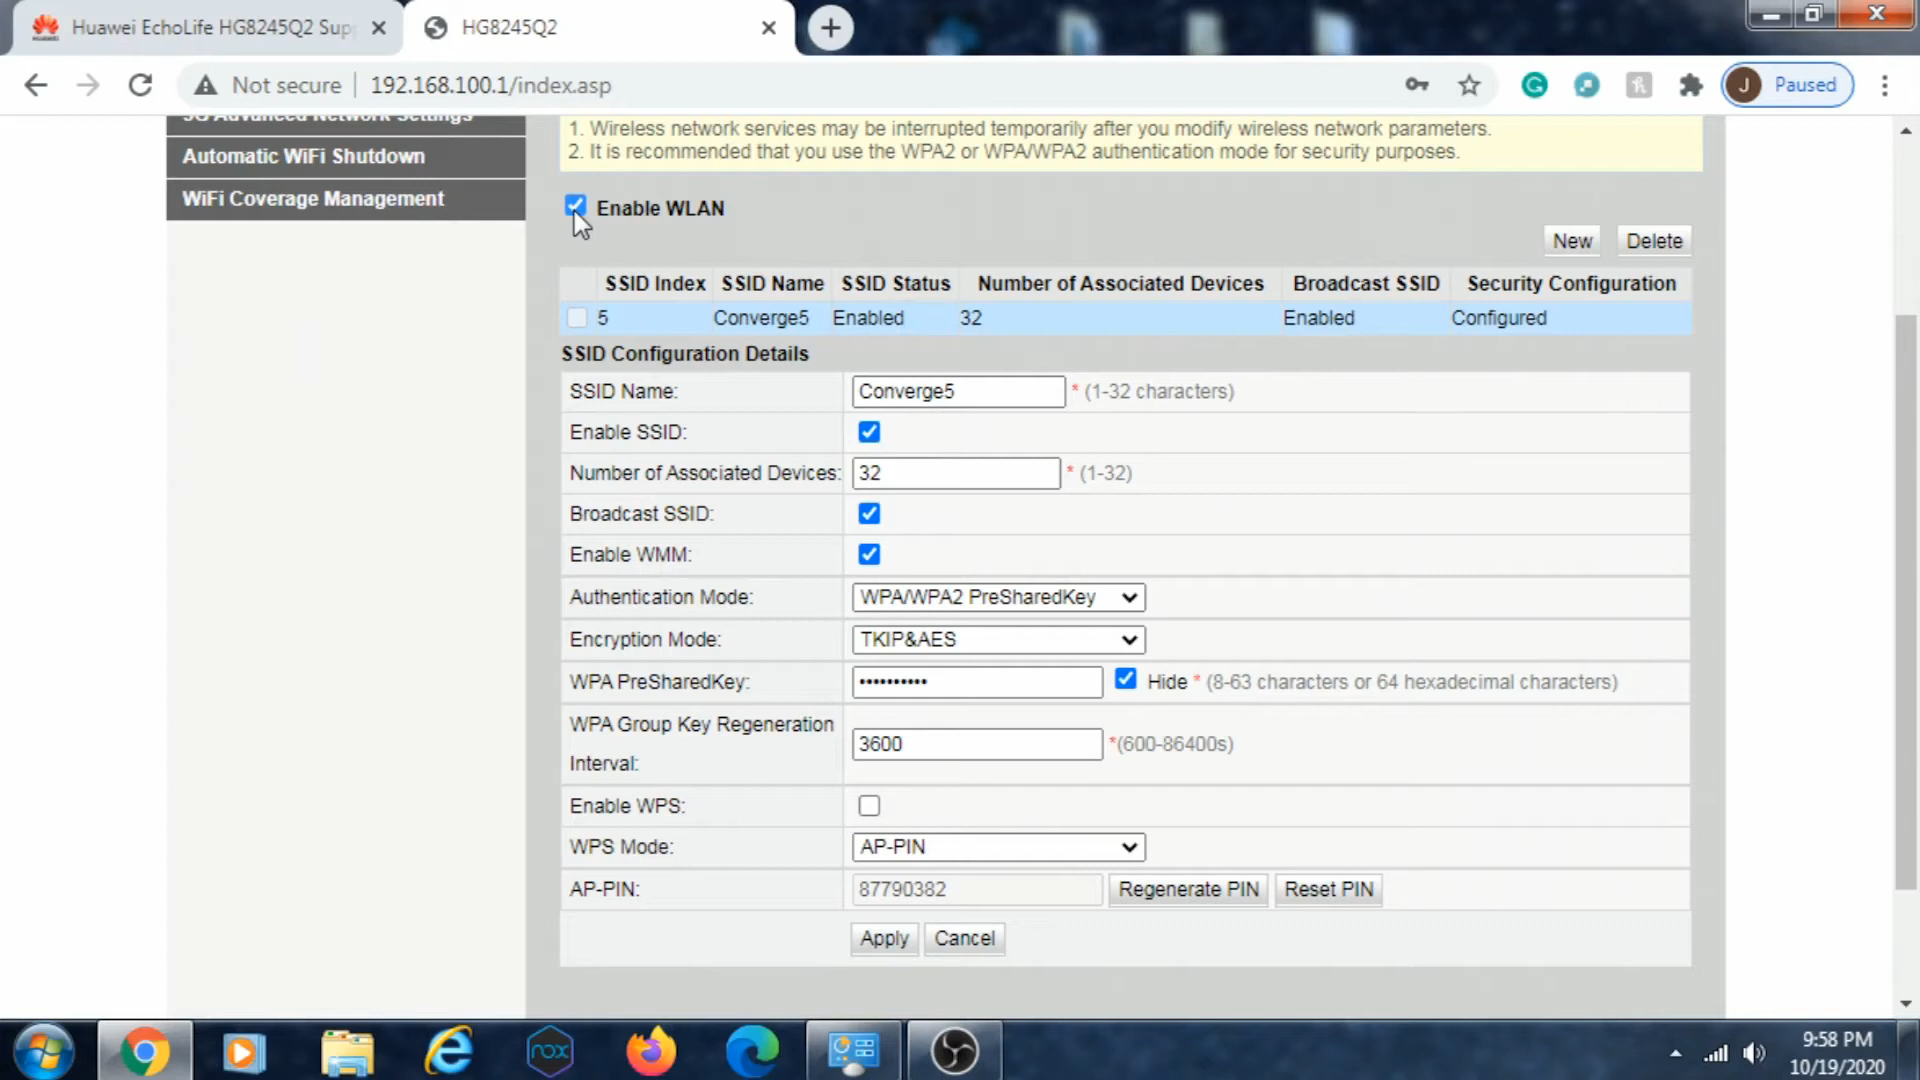 Huawei EchoLife HG8245Q2 Supp
HG8245Q2
Not secure
192.168.100.1/index.asp
J
Paused
5G Advanced Network Settings
Automatic WiFi Shutdown
WiFi Coverage Management
1. Wireless network services may be interrupted temporarily after you modify wireless network parameters.
2. It is recommended that you use the WPA2 or WPA/WPA2 authentication mode for security purposes.
Enable WLAN
New Delete
SSID Index SSID Name SSID Status Number of Associated Devices Broadcast SSID Security Configuration
5 Converge5 Enabled 32 Enabled Configured
SSID Configuration Details
SSID Name: Converge5 * (1-32 characters)
Enable SSID:
Number of Associated Devices: 32 * (1-32)
Broadcast SSID:
Enable WMM:
Authentication Mode: WPA/WPA2 PreSharedKey
Encryption Mode: TKIP&AES
WPA PreSharedKey: •••••••••• Hide * (8-63 characters or 64 hexadecimal characters)
WPA Group Key Regeneration
Interval:
3600 *(600-86400s)
Enable WPS:
WPS Mode: AP-PIN
AP-PIN: 87790382 Regenerate PIN Reset PIN
Apply Cancel
nox
9:58 PM
10/19/2020